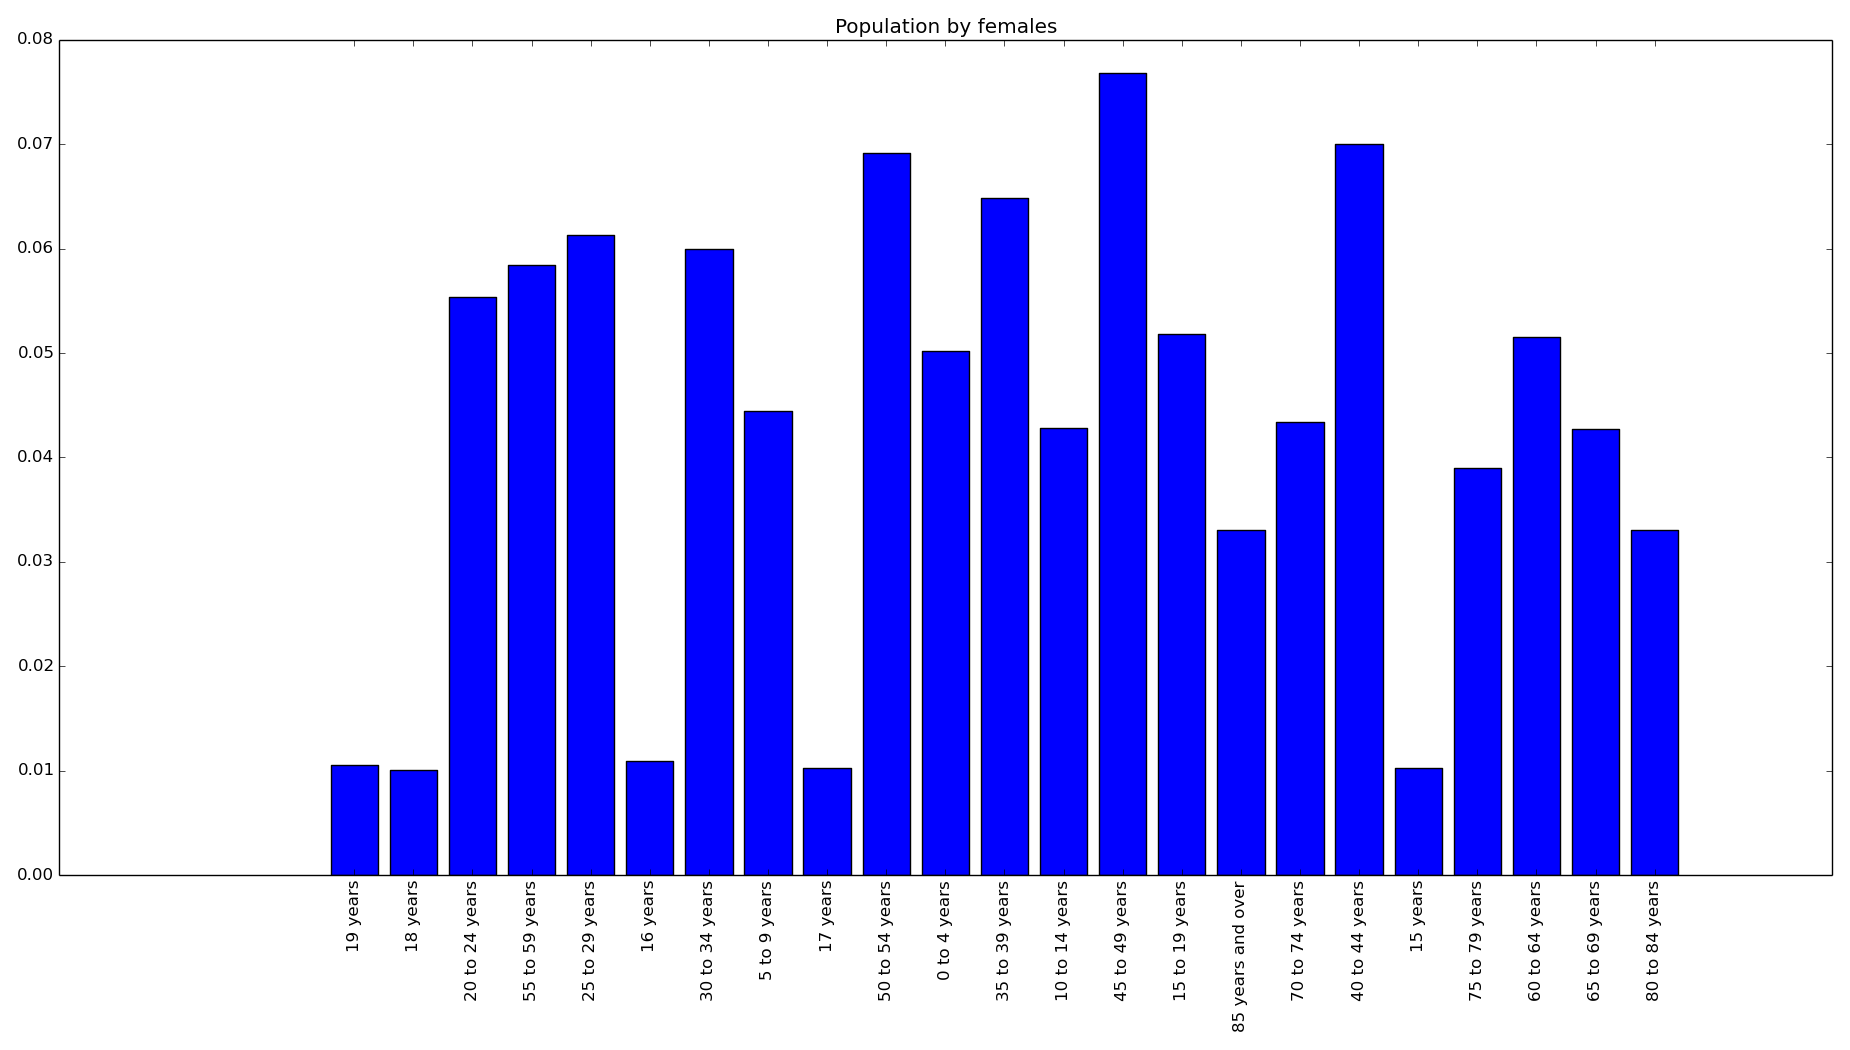 Population by females
0.08
0.07
0.06
0.05
0.04
0.03
0.02
0.01
0.00
19 years
18 years
20 to 24 years
55 to 59 years
25 to 29 years
16 years
30 to 34 years
5 to 9 years
17 years
50 to 54 years
0 to 4 years
35 to 39 years
10 to 14 years
45 to 49 years
15 to 19 years
85 years and over
70 to 74 years
40 to 44 years
15 years
75 to 79 years
60 to 64 years
65 to 69 years
80 to 84 years